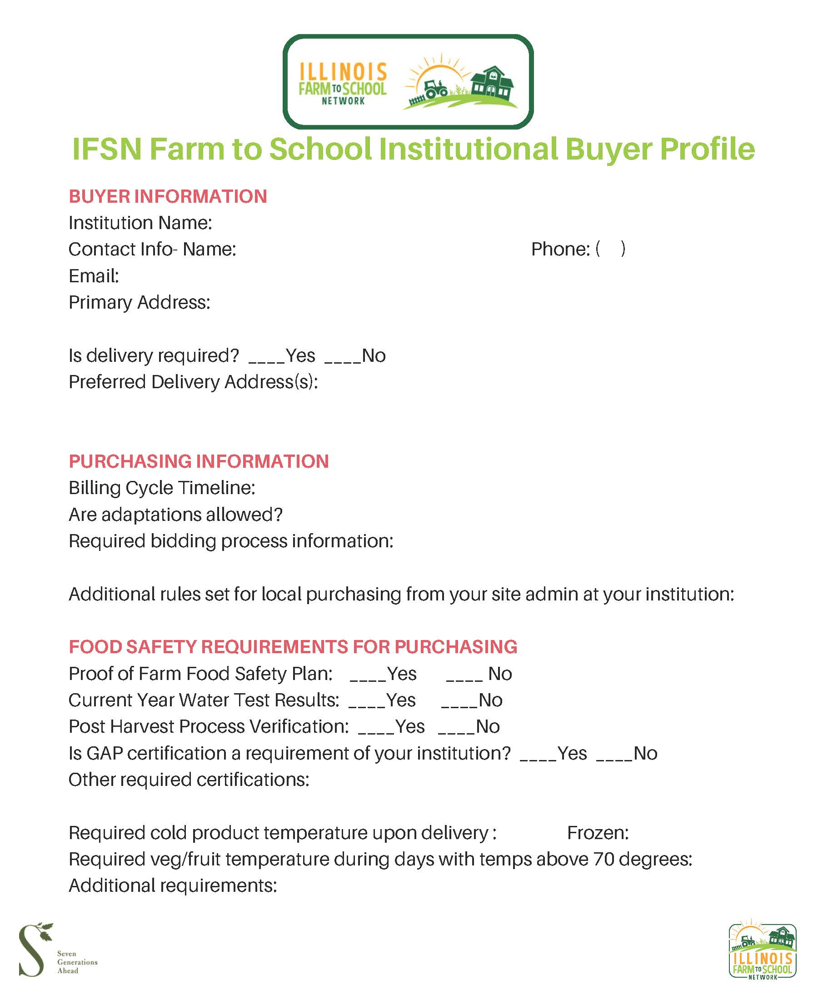 ILLINOIS
FARM TO SCHOOL
NETWORK
IFSN Farm to School Institutional Buyer Profile
BUYER INFORMATION
Institution Name:
Contact Info- Name: Phone: ( )
Email:
Primary Address:
Is delivery required? ____Yes ____No
Preferred Delivery Address(s):
PURCHASING INFORMATION
Billing Cycle Timeline:
Are adaptations allowed?
Required bidding process information:
Additional rules set for local purchasing from your site admin at your institution:
FOOD SAFETY REQUIREMENTS FOR PURCHASING
Proof of Farm Food Safety Plan: ____Yes ____ No
Current Year Water Test Results: ____Yes ____No
Post Harvest Process Verification: ____Yes ____No
Is GAP certification a requirement of your institution? ____Yes ____No
Other required certifications:
Required cold product temperature upon delivery : Frozen:
Required veg/fruit temperature during days with temps above 70 degrees:
Additional requirements:
S
Seven
Generations
Ahead
ILLINOIS
FARM TO SCHOOL
NETWORK